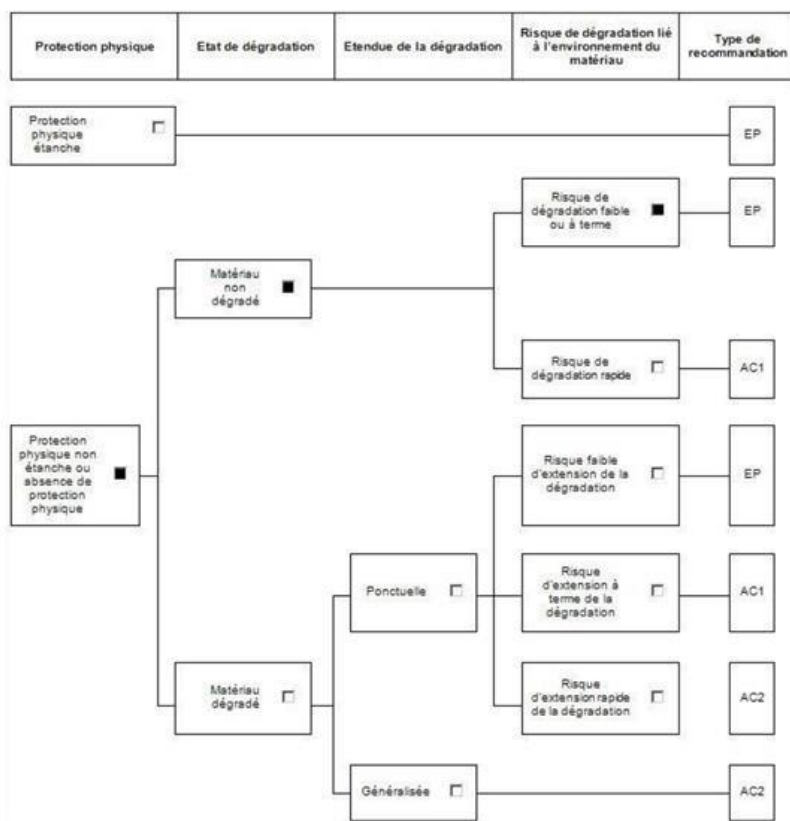 Protection physique
Etat de dégradation
Etendue de la dégradation
Risque de dégradation lié
à l'environnement du
matériau
Type de
recommandation
Protection
physique
étanche
EP
Risque de
dégradation faible
ou à terme
EP
Matériau
non
dégradé
Risque de
dégradation rapide
AC1
Protection
physique non
étanche ou
absence de
protection
physique
Risque faible
d'extension de la
dégradation
EP
Ponctuelle
Risque
d'extension à
terme de la
dégradation
AC1
Matériau
dégradé
Risque
d'extension rapide
de la dégradation
AC2
Généralisée
AC2